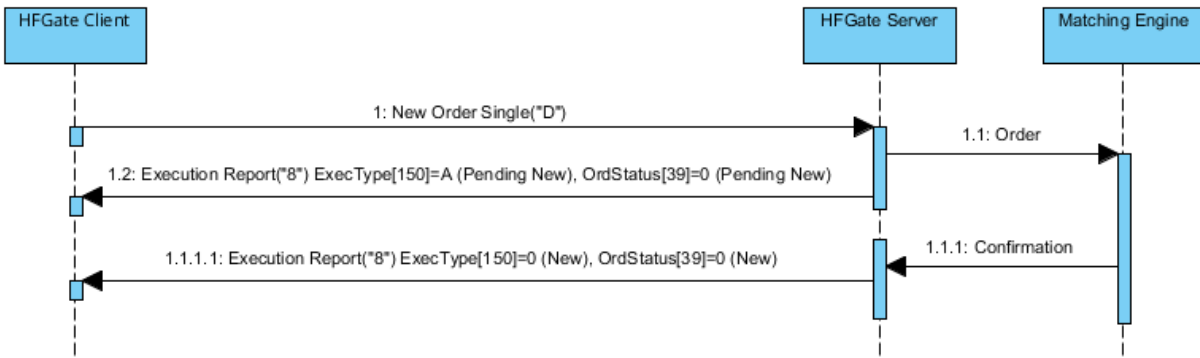 HFGate Client
HFGate Server
Matching Engine
1: New Order Single("D")
1.1: Order
1.2: Execution Report("8") ExecType[150]=A (Pending New), OrdStatus[39]=0 (Pending New)
1.1.1: Confirmation
1.1.1.1: Execution Report("8") ExecType[150]=0 (New), OrdStatus[39]=0 (New)